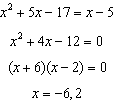 x² + 5x − 17 = x − 5
x² + 4x − 12 = 0
(x + 6)(x − 2) = 0
x = −6, 2